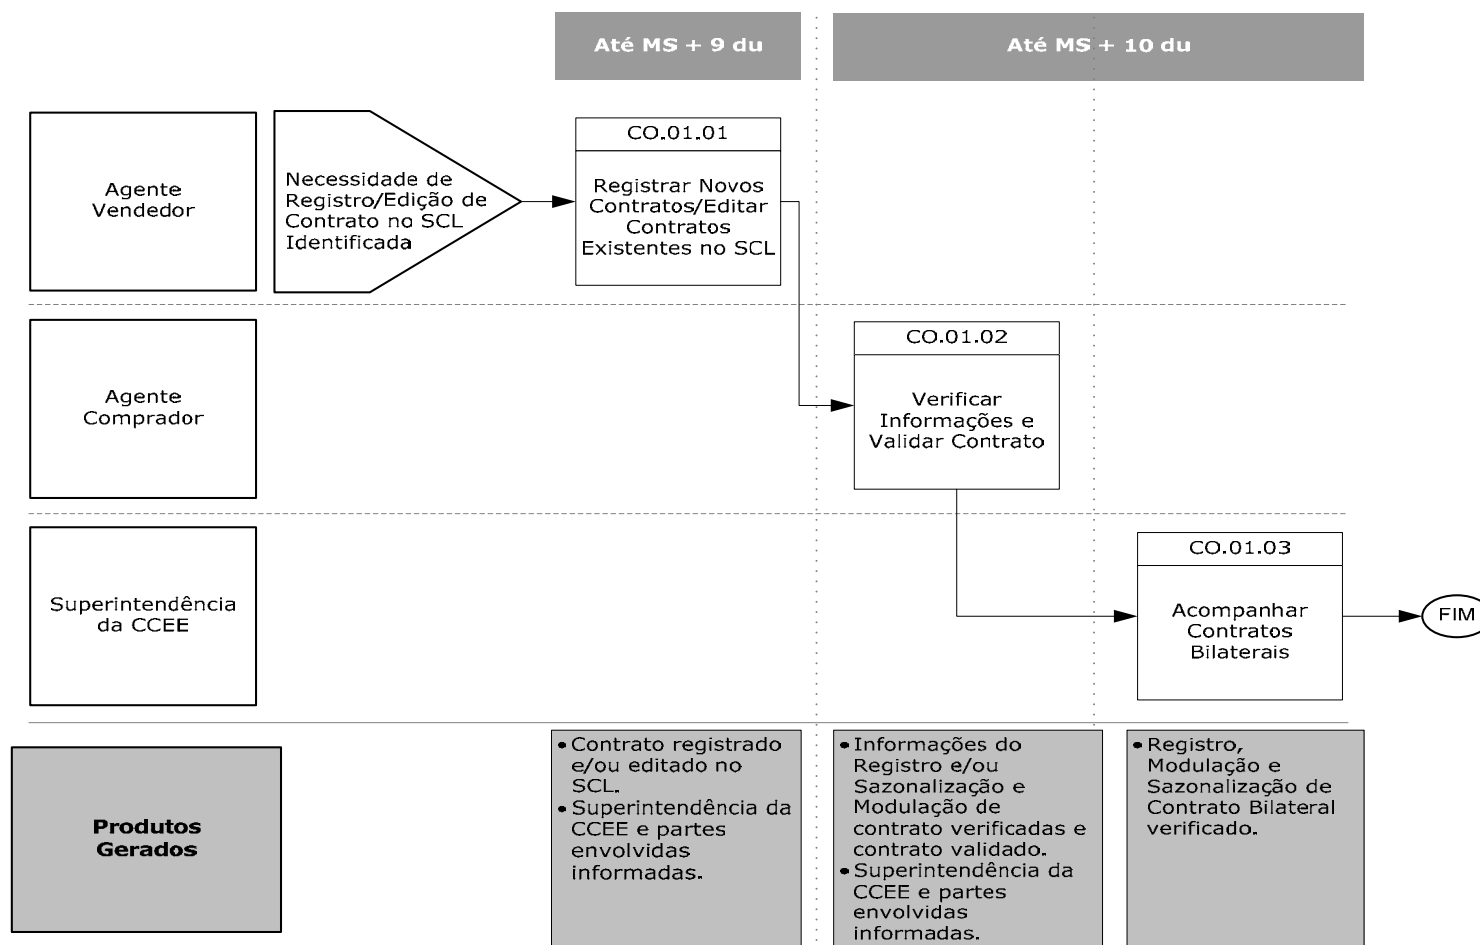 Até MS + 9 du
Até MS + 10 du
Agente
Vendedor
Necessidade de
Registro/Edição de
Contrato no SCL
Identificada
CO.01.01
Registrar Novos
Contratos/Editar
Contratos
Existentes no SCL
Agente
Comprador
CO.01.02
Verificar
Informações e
Validar Contrato
Superintendência
da CCEE
CO.01.03
Acompanhar
Contratos
Bilaterais
FIM
Produtos
Gerados
• Contrato registrado
e/ou editado no
SCL.
• Superintendência da
CCEE e partes
envolvidas
informadas.
• Informações do
Registro e/ou
Sazonalização e
Modulação de
contrato verificadas e
contrato validado.
• Superintendência da
CCEE e partes
envolvidas
informadas.
• Registro,
Modulação e
Sazonalização de
Contrato Bilateral
verificado.